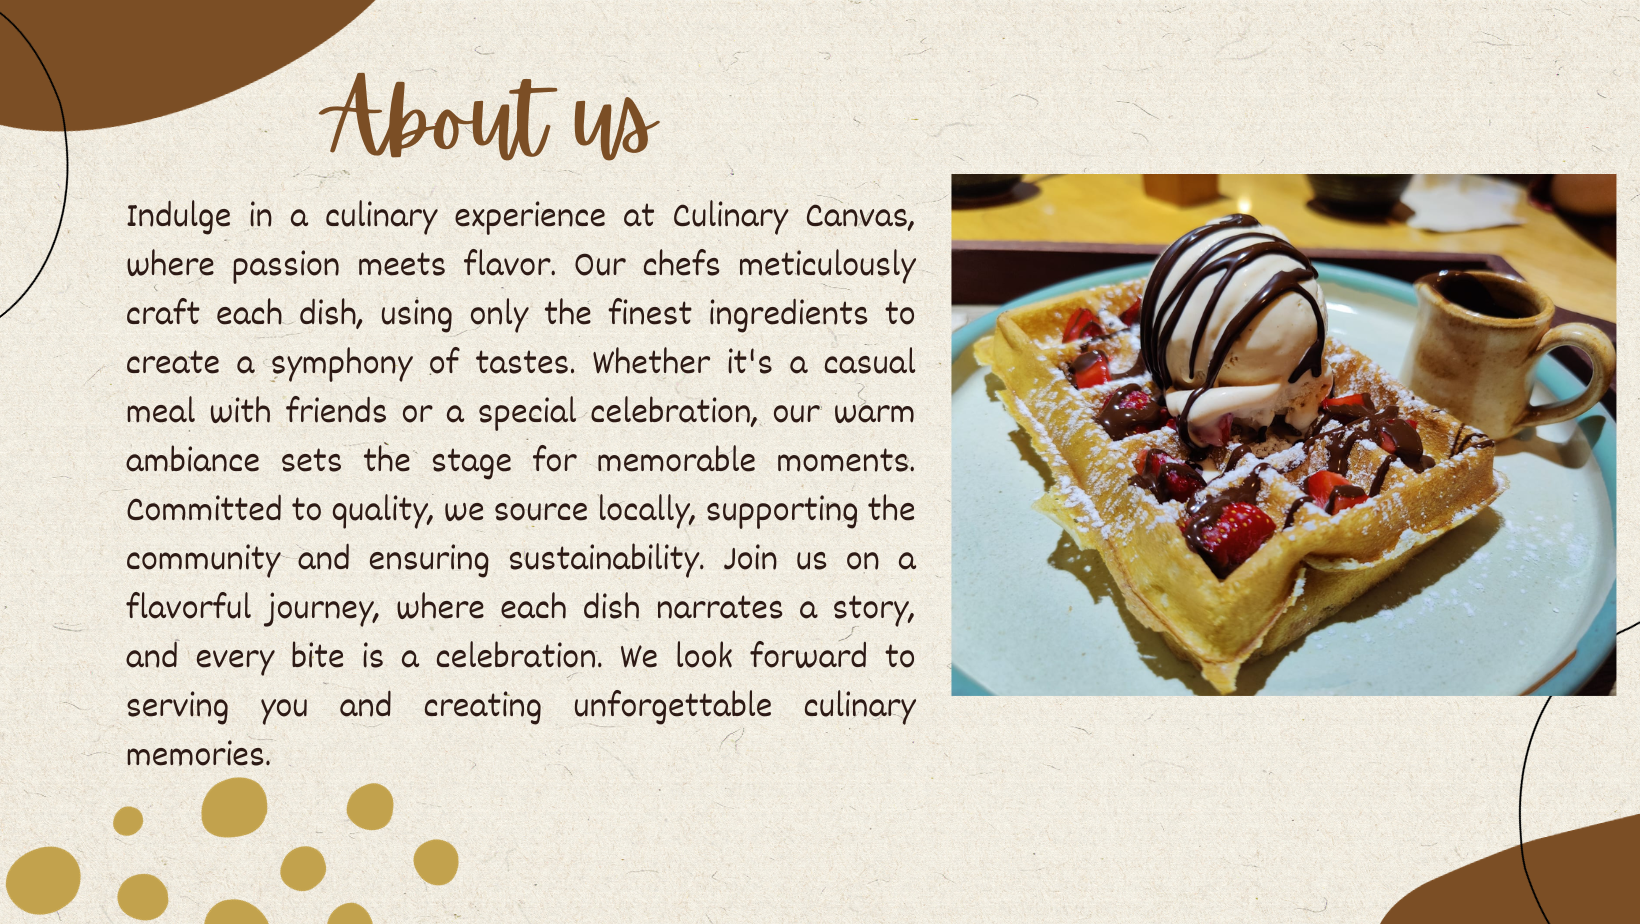 About us
Indulge in a culinary experience at Culinary Canvas,
where passion meets flavor. Our chefs meticulously
craft each dish, using only the finest ingredients to
create a symphony of tastes. Whether it's a casual
meal with friends or a special celebration, our warm
ambiance sets the stage for memorable moments.
Committed to quality, we source locally, supporting the
community and ensuring sustainability. Join us on a
flavorful journey, where each dish narrates a story,
and every bite is a celebration. We look forward to
serving you and creating unforgettable culinary
memories.